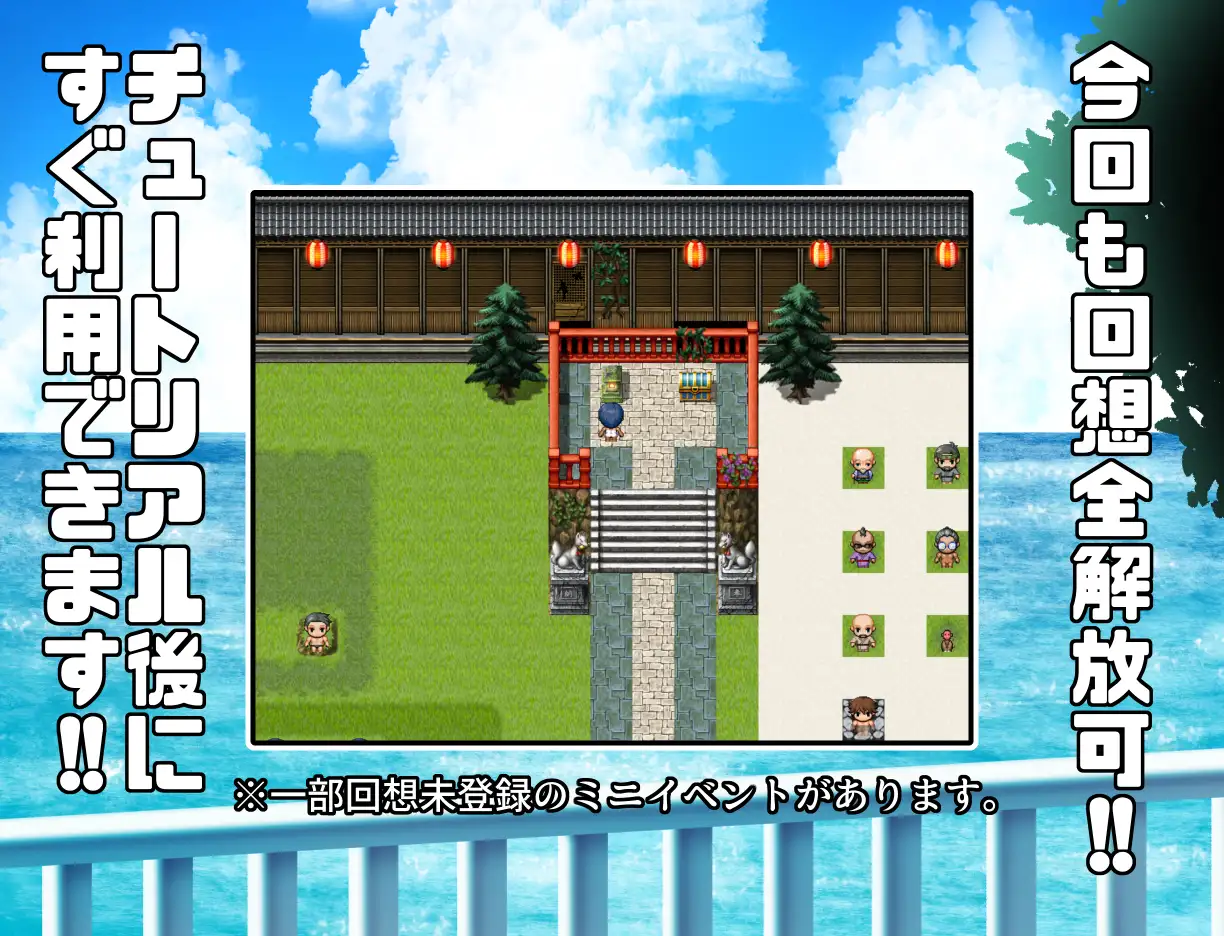 今回も回想全解放可!!
チュートリアル後に
すぐ利用できます!!
※一部回想未登録のミニイベントがあります。